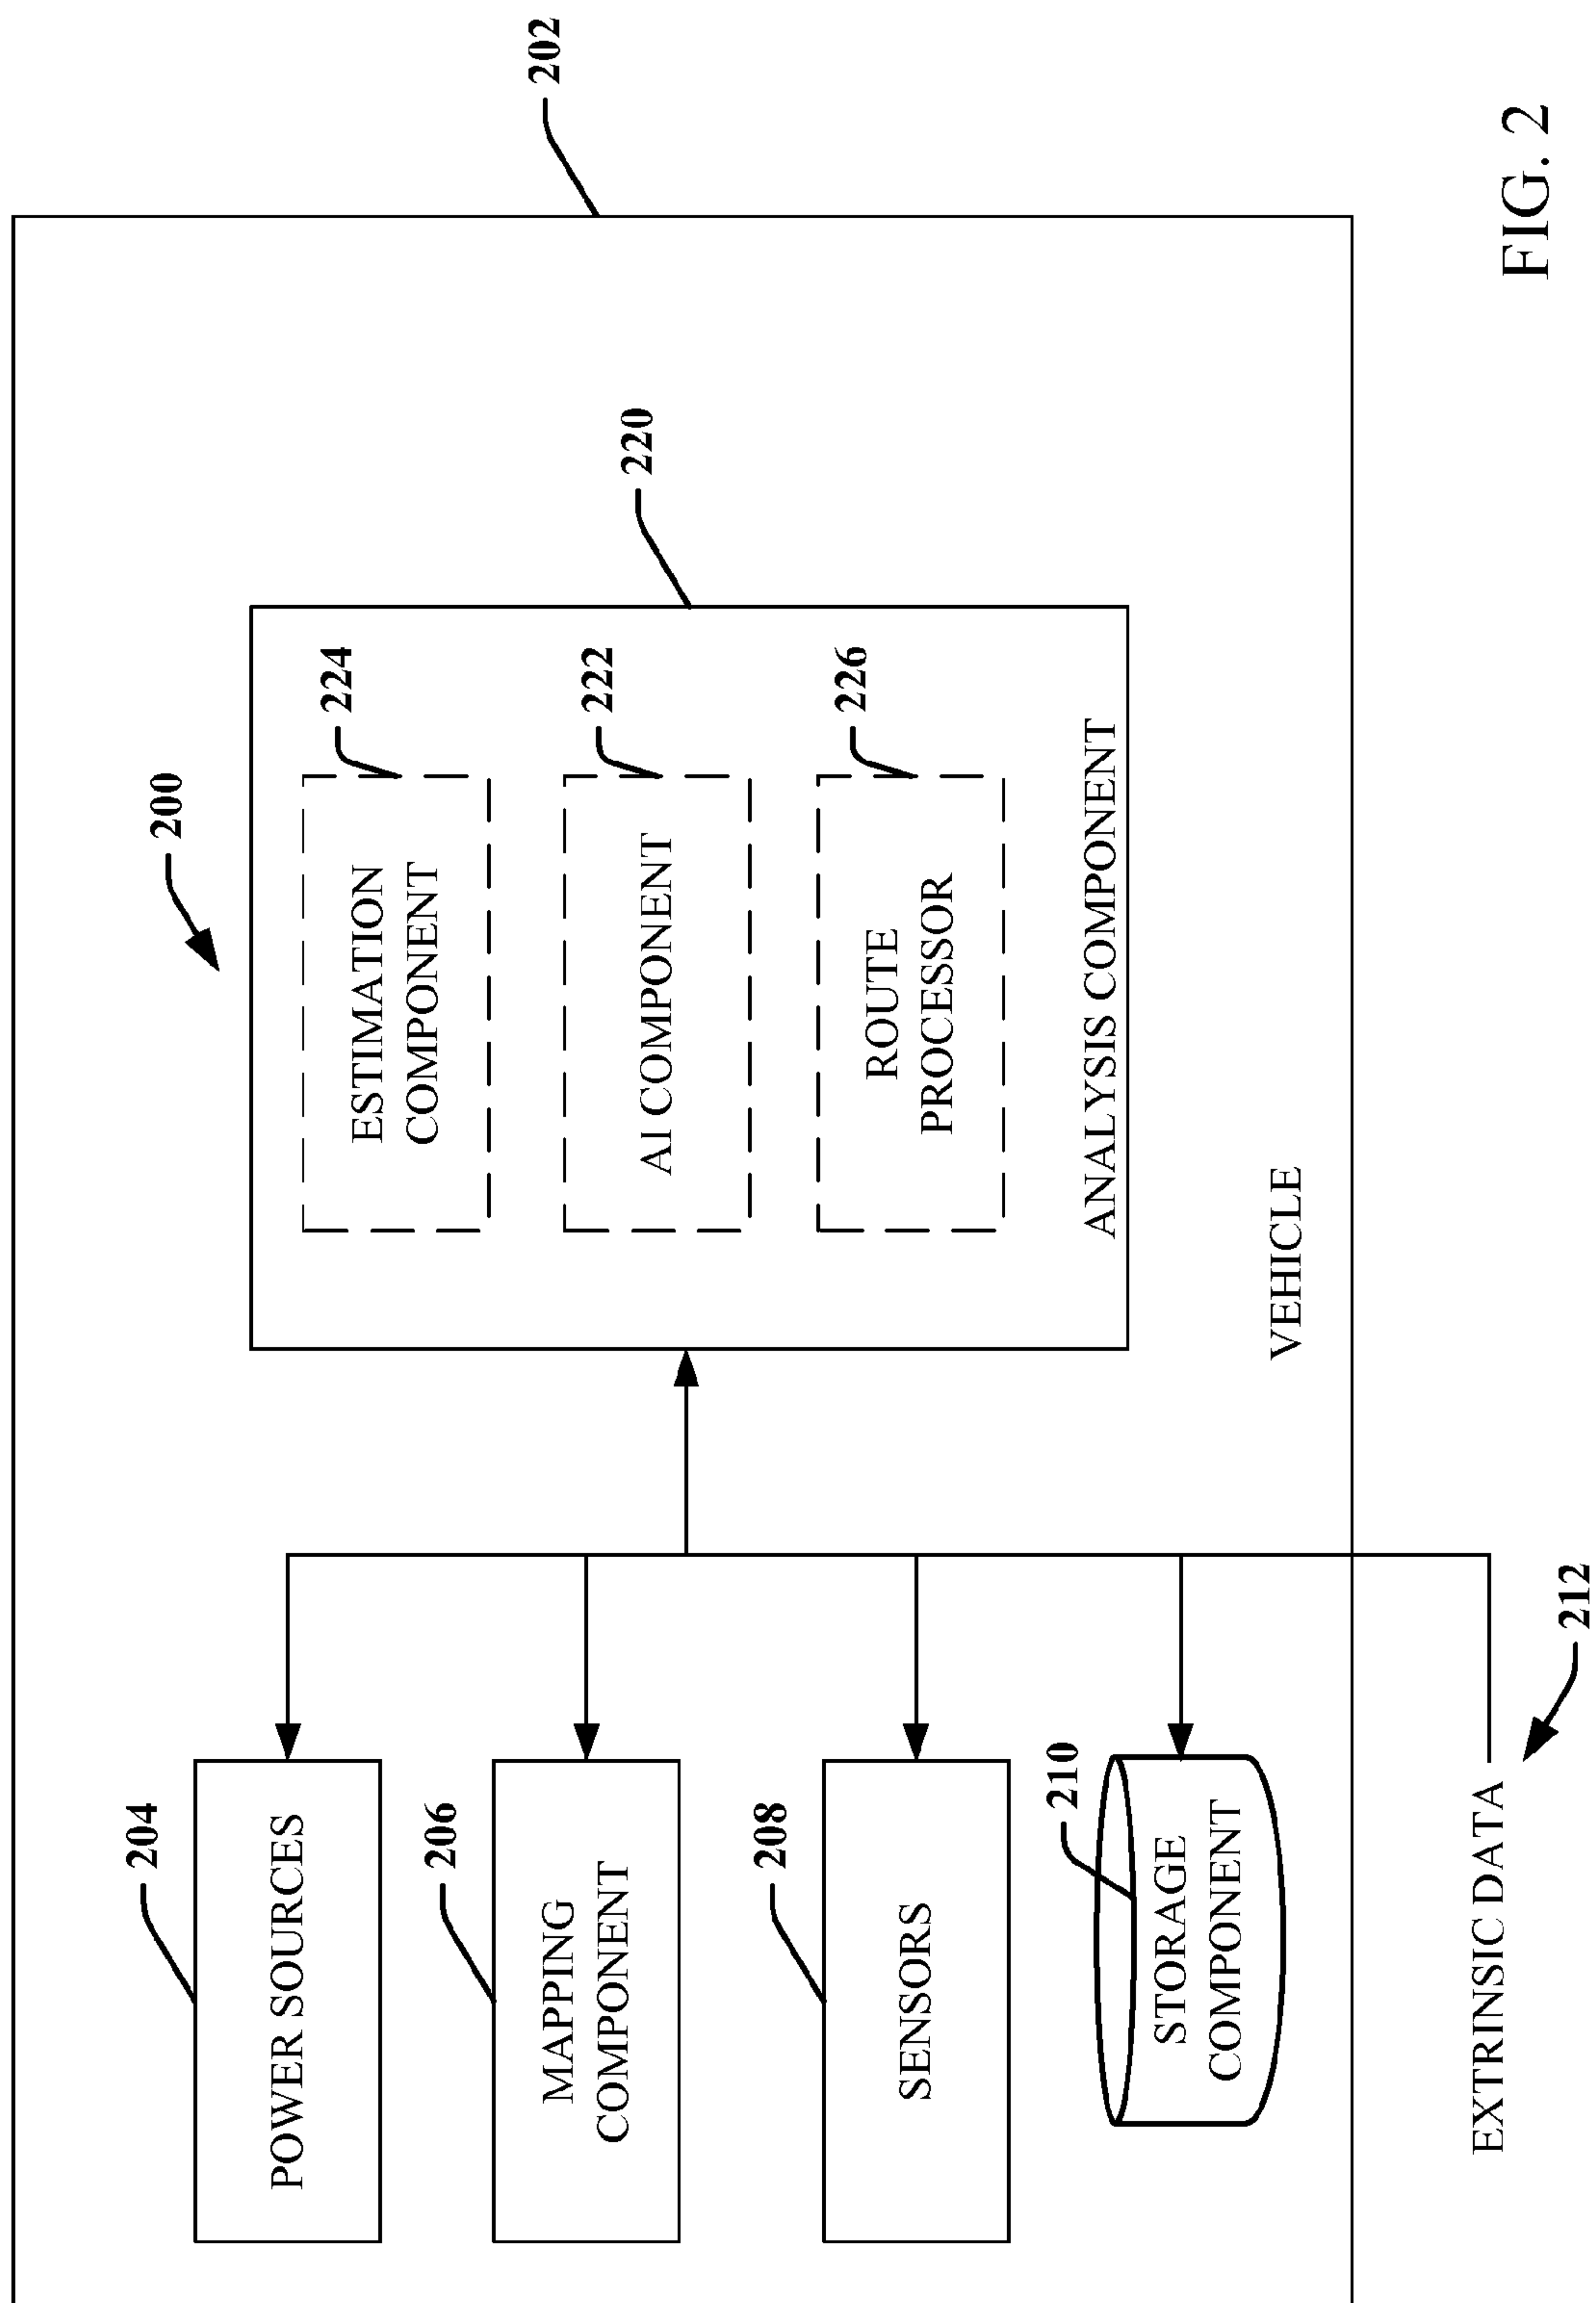 200
202
204
POWER SOURCES
206
MAPPING
COMPONENT
208
SENSORS
210
STORAGE
COMPONENT
220
224
ESTIMATION
COMPONENT
222
AI COMPONENT
226
ROUTE
PROCESSOR
ANALYSIS COMPONENT
VEHICLE
EXTRINSIC DATA
212
FIG. 2